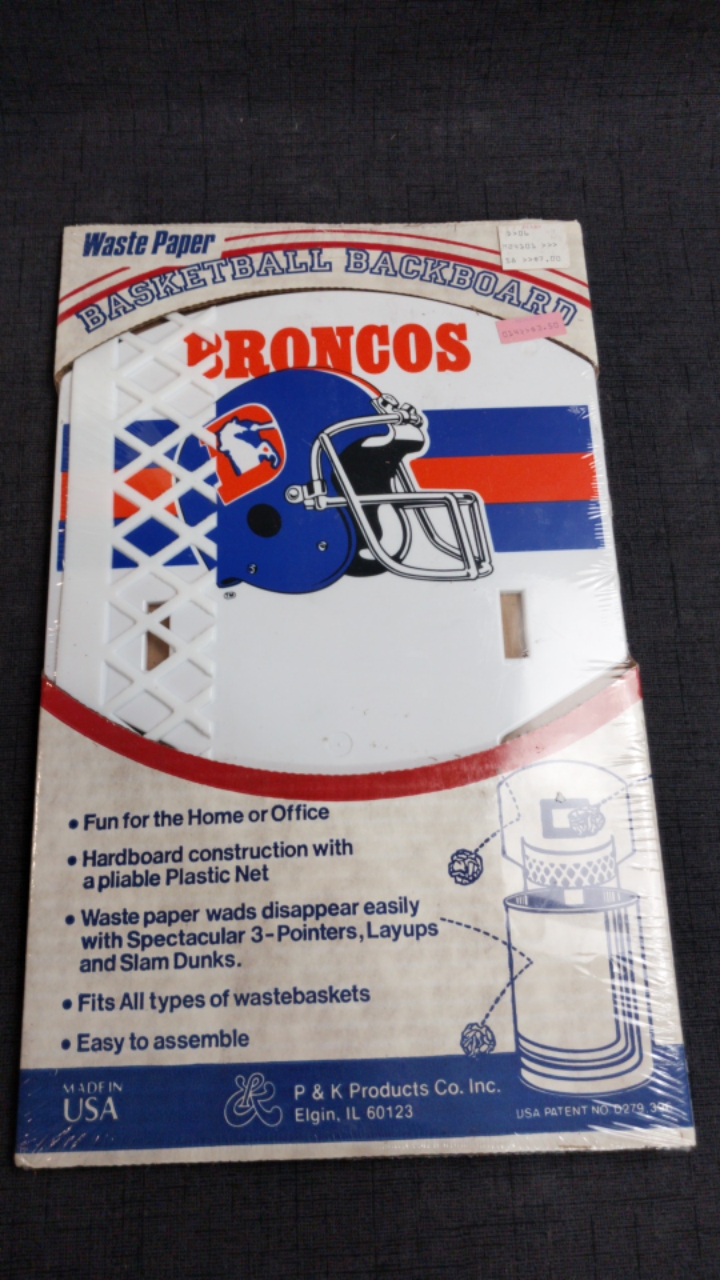 Waste Paper
BASKETBALL BACKBOARD
BRONCOS
TM
• Fun for the Home or Office
• Hardboard construction with
a pliable Plastic Net
• Waste paper wads disappear easily
with Spectacular 3-Pointers, Layups
and Slam Dunks.
• Fits All types of wastebaskets
• Easy to assemble
MADE IN
USA
P & K Products Co. Inc.
Elgin, IL 60123
USA PATENT NO.